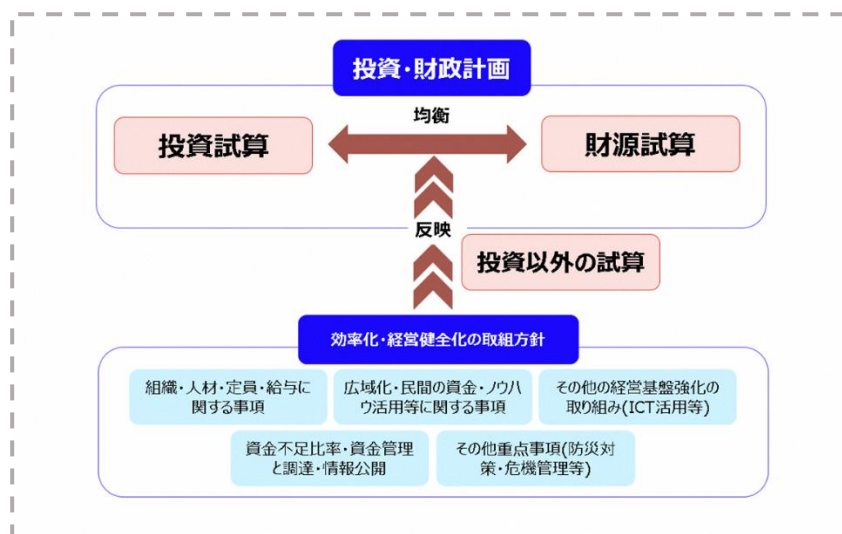 投資・財政計画
均衡
投資試算
財源試算
反映
投資以外の試算
効率化・経営健全化の取組方針
組織・人材・定員・給与に
関する事項
広域化・民間の資金・ノウハ
ウ活用等に関する事項
その他の経営基盤強化の
取り組み(ICT活用等)
資金不足比率・資金管理
と調達・情報公開
その他重点事項(防災対
策・危機管理等)